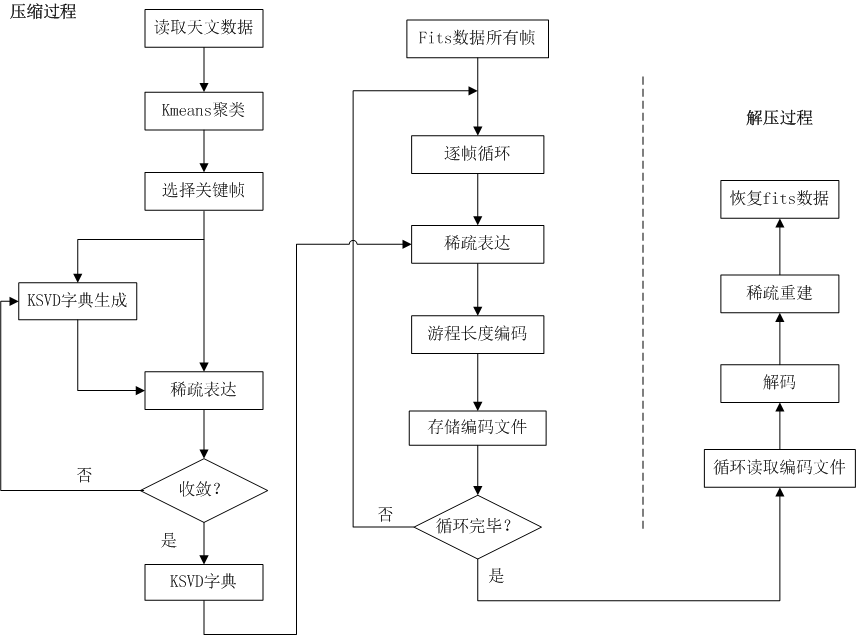 压缩过程
读取天文数据
Kmeans聚类
选择关键帧
KSVD字典生成
稀疏表达
否
收敛？
是
KSVD字典
Fits数据所有帧
逐帧循环
稀疏表达
游程长度编码
存储编码文件
否
循环完毕？
是
解压过程
恢复fits数据
稀疏重建
解码
循环读取编码文件